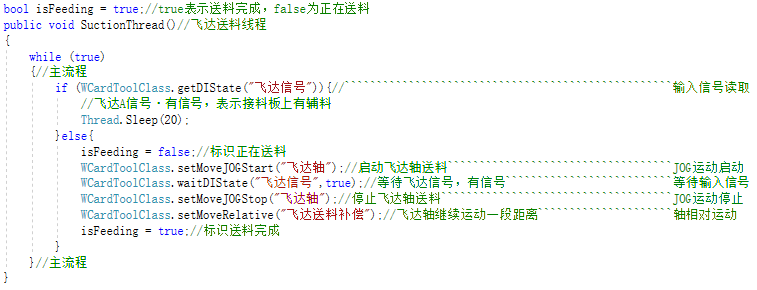 bool isFeeding = true;//true表示送料完成，false为正在送料
public void SuctionThread()//飞达送料线程
{
    while (true)
    {//主流程
        if (WCardToolClass.getDIState("飞达信号")){//``````````````````````````````````````````````````输入信号读取
            //飞达A信号·有信号，表示接料板上有辅料
            Thread.Sleep(20);
        }else{
            isFeeding = false;//标识正在送料
            WCardToolClass.setMoveJOGStart("飞达轴");//启动飞达轴送料```````````````````````````````````JOG运动启动
            WCardToolClass.waitDIState("飞达信号",true);//等待飞达信号，有信号``````````````````````````等待输入信号
            WCardToolClass.setMoveJOGStop("飞达轴");//停止飞达轴送料````````````````````````````````````JOG运动停止
            WCardToolClass.setMoveRelative("飞达送料补偿");//飞达轴继续运动一段距离`````````````````````轴相对运动
            isFeeding = true;//标识送料完成
        }
    }//主流程
}